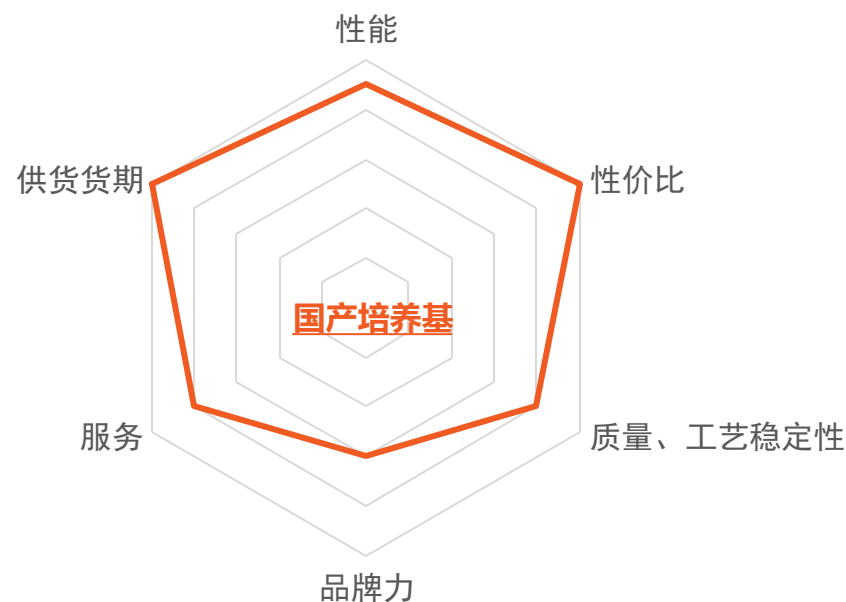 性能
供货货期
性价比
国产培养基
服务
质量、工艺稳定性
品牌力